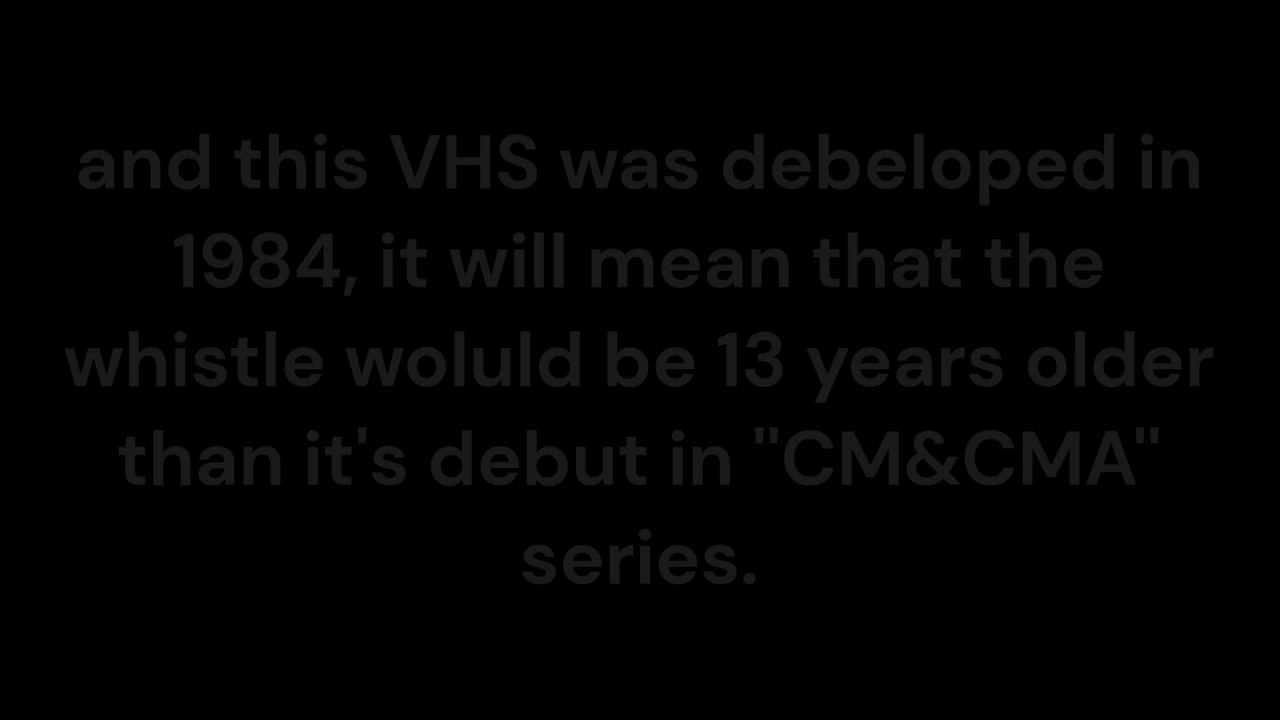 and this VHS was debeloped in
1984, it will mean that the
whistle woluld be 13 years older
than it's debut in "CM&CMA"
series.